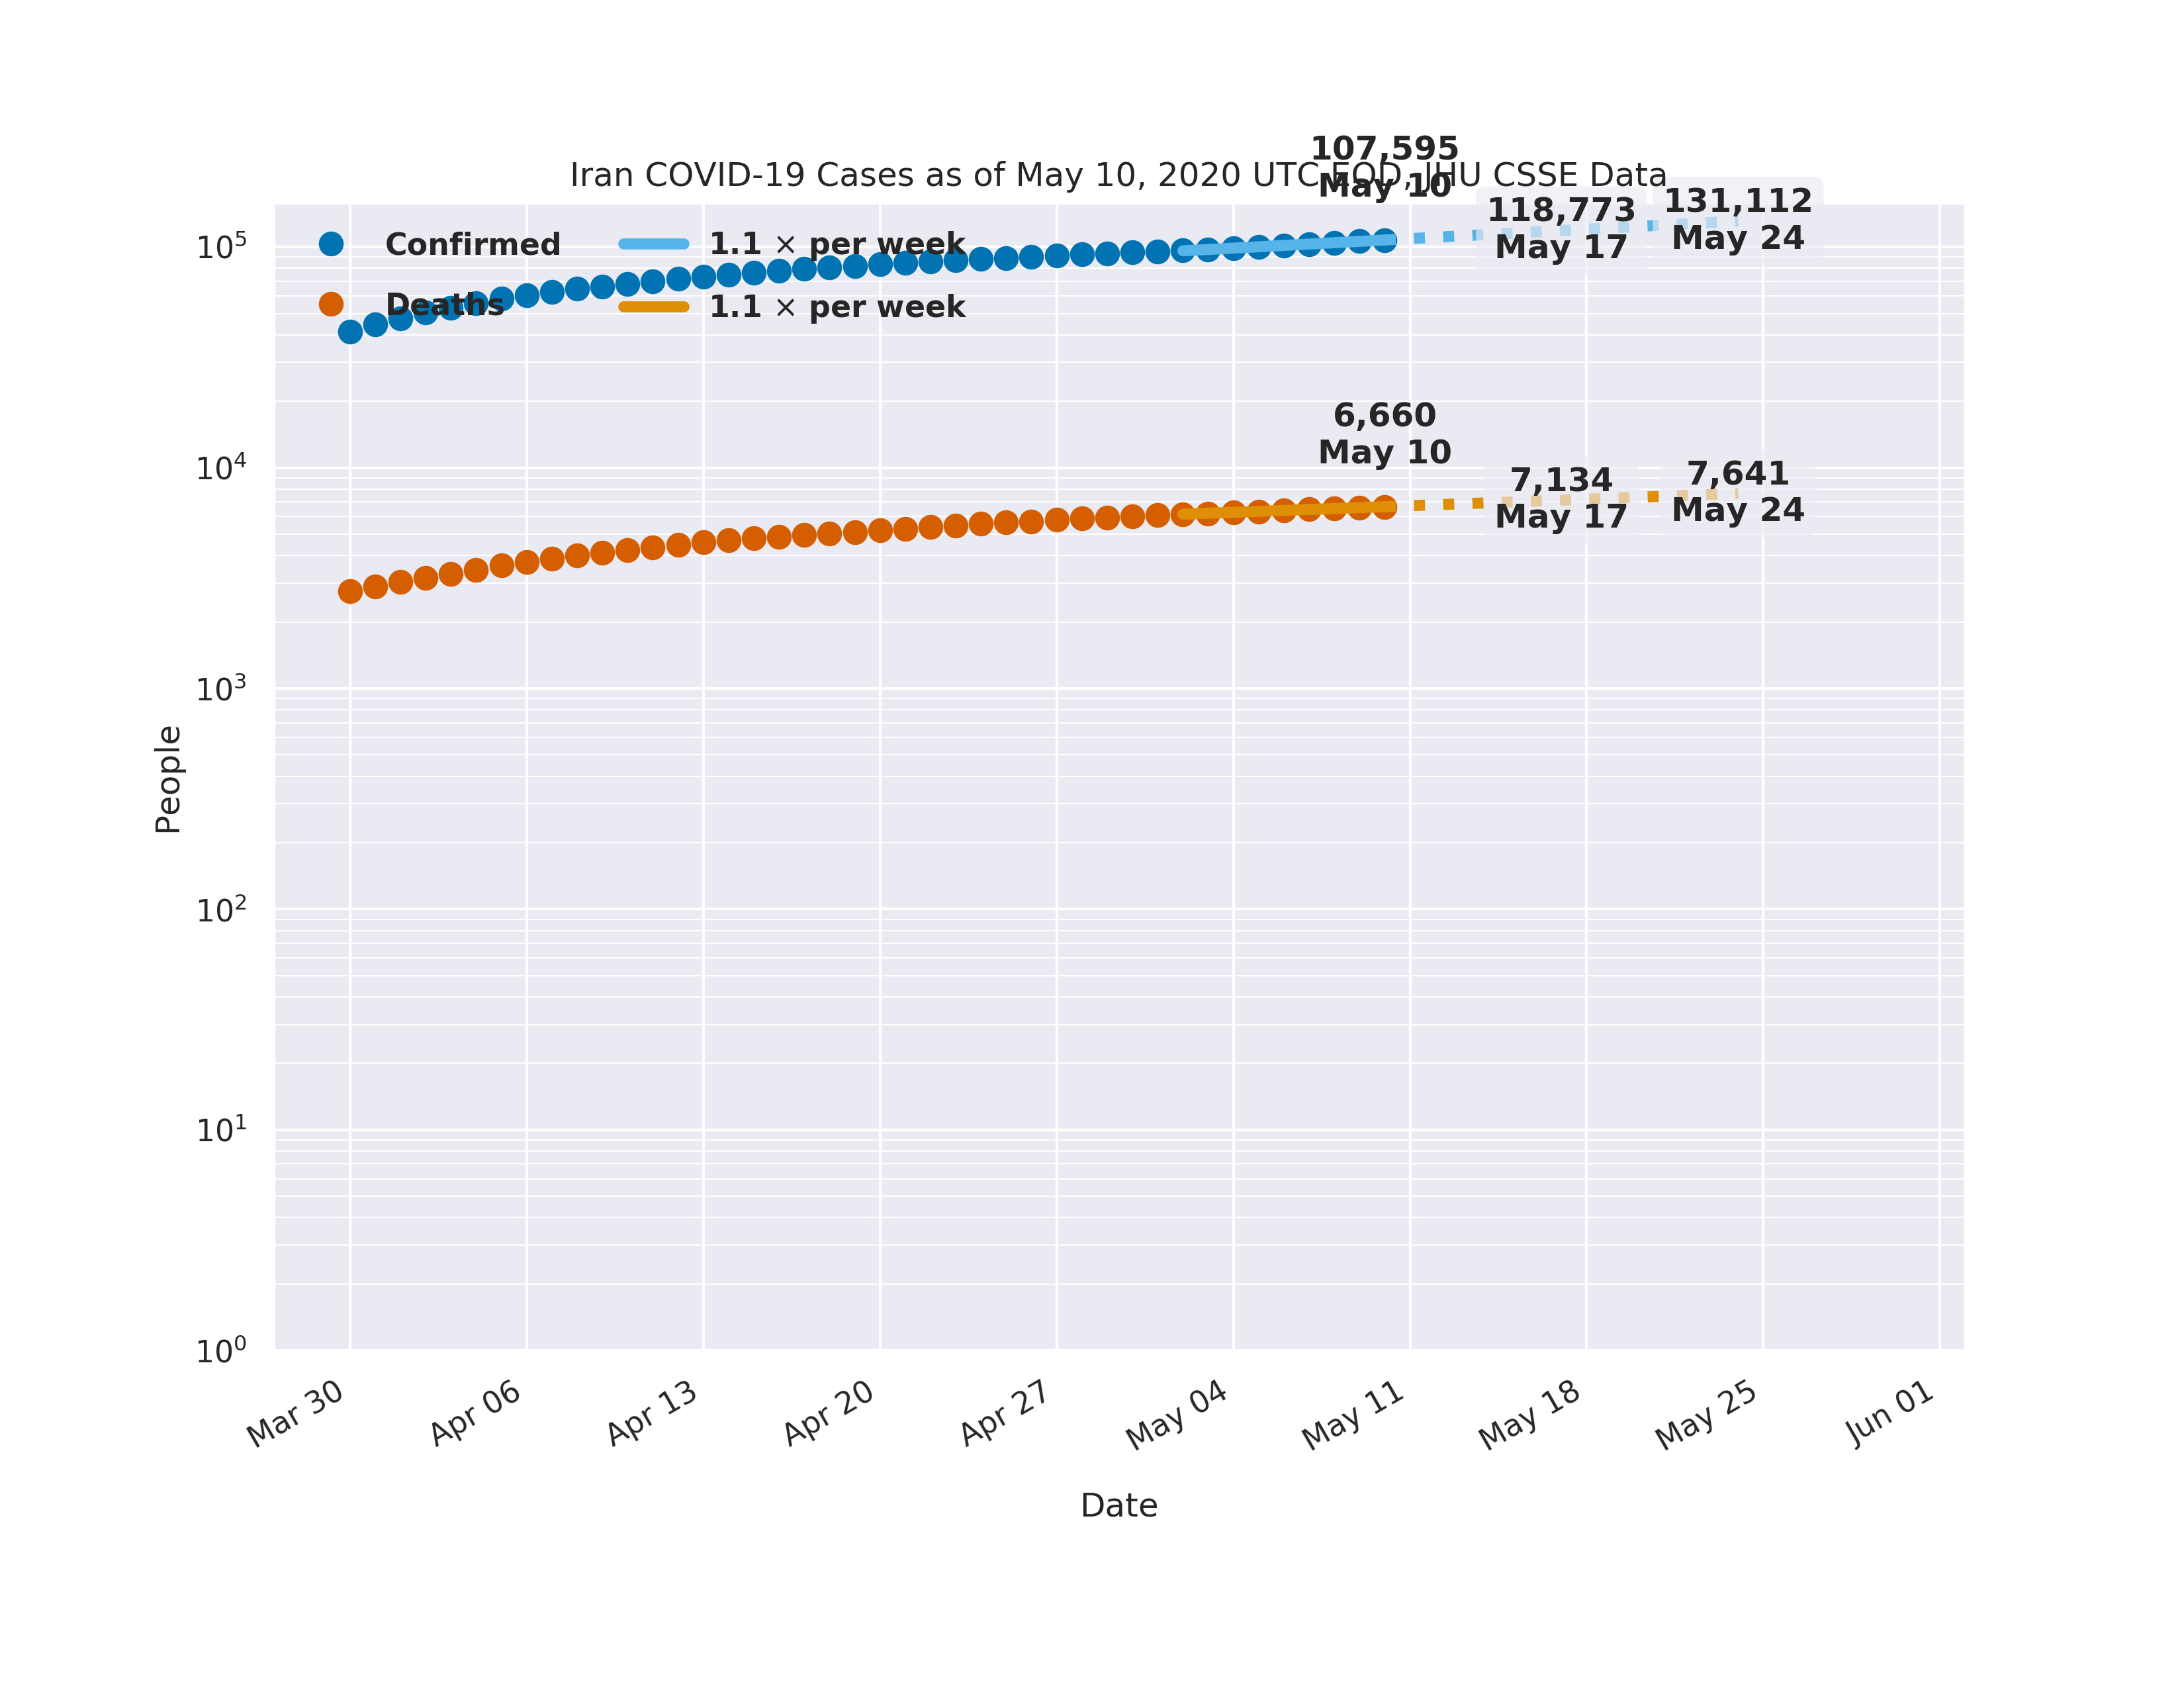 107,595
May 10
Iran COVID-19 Cases as of May 10, 2020 UTC EOD, JHU CSSE Data
118,773
May 17
131,112
May 24
Confirmed
1.1 × per week
Deaths
1.1 × per week
6,660
May 10
7,134
May 17
7,641
May 24
10⁵
10⁴
10³
10²
10¹
10⁰
People
Mar 30
Apr 06
Apr 13
Apr 20
Apr 27
May 04
May 11
May 18
May 25
Jun 01
Date